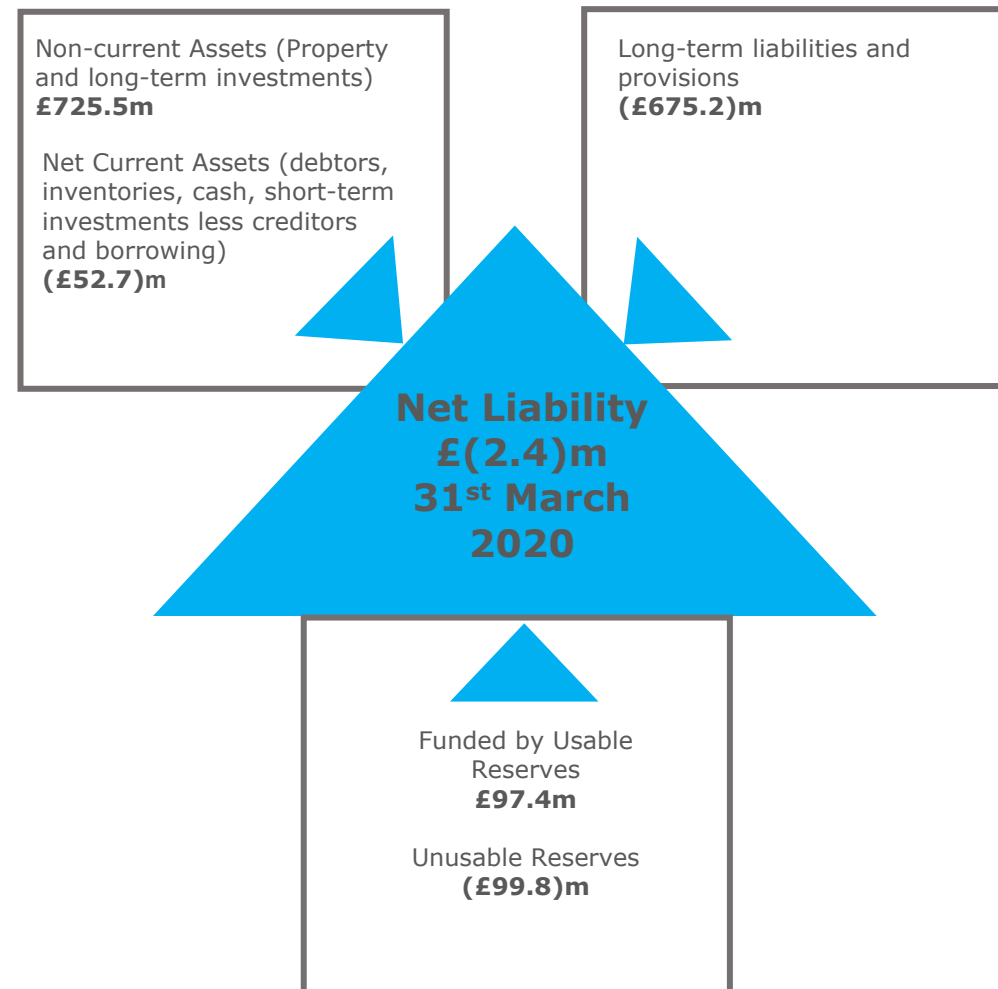 Non-current Assets (Property
and long-term investments)
£725.5m
Net Current Assets (debtors,
inventories, cash, short-term
investments less creditors
and borrowing)
(£52.7)m
Long-term liabilities and
provisions
(£675.2)m
Net Liability
£(2.4)m
31st March
2020
Funded by Usable
Reserves
£97.4m
Unusable Reserves
(£99.8)m